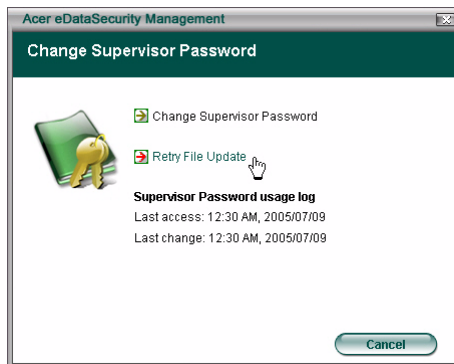 Acer eDataSecurity Management
Change Supervisor Password
Change Supervisor Password
Retry File Update
Supervisor Password usage log
Last access: 12:30 AM, 2005/07/09
Last change: 12:30 AM, 2005/07/09
Cancel